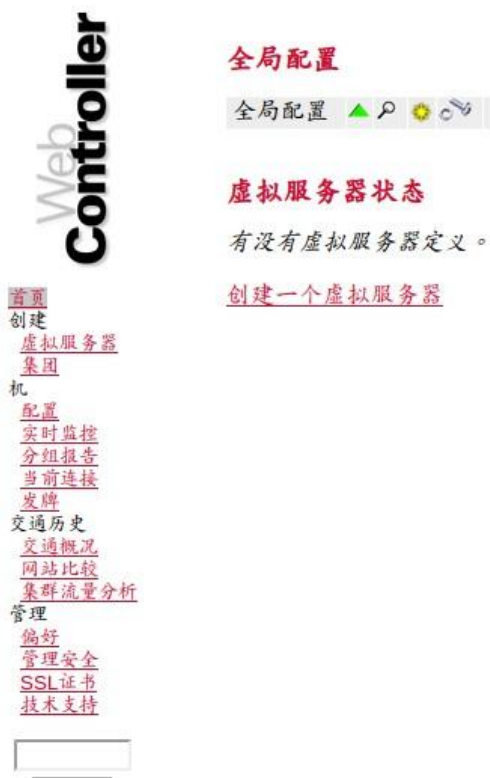 Web
Controller
首页
创建
虚拟服务器
集团
机
配置
实时监控
分组报告
当前连接
发牌
交通历史
交通概况
网站比较
集群流量分析
管理
偏好
管理安全
SSL证书
技术支持
全局配置
全局配置
虚拟服务器状态
有没有虚拟服务器定义。
创建一个虚拟服务器